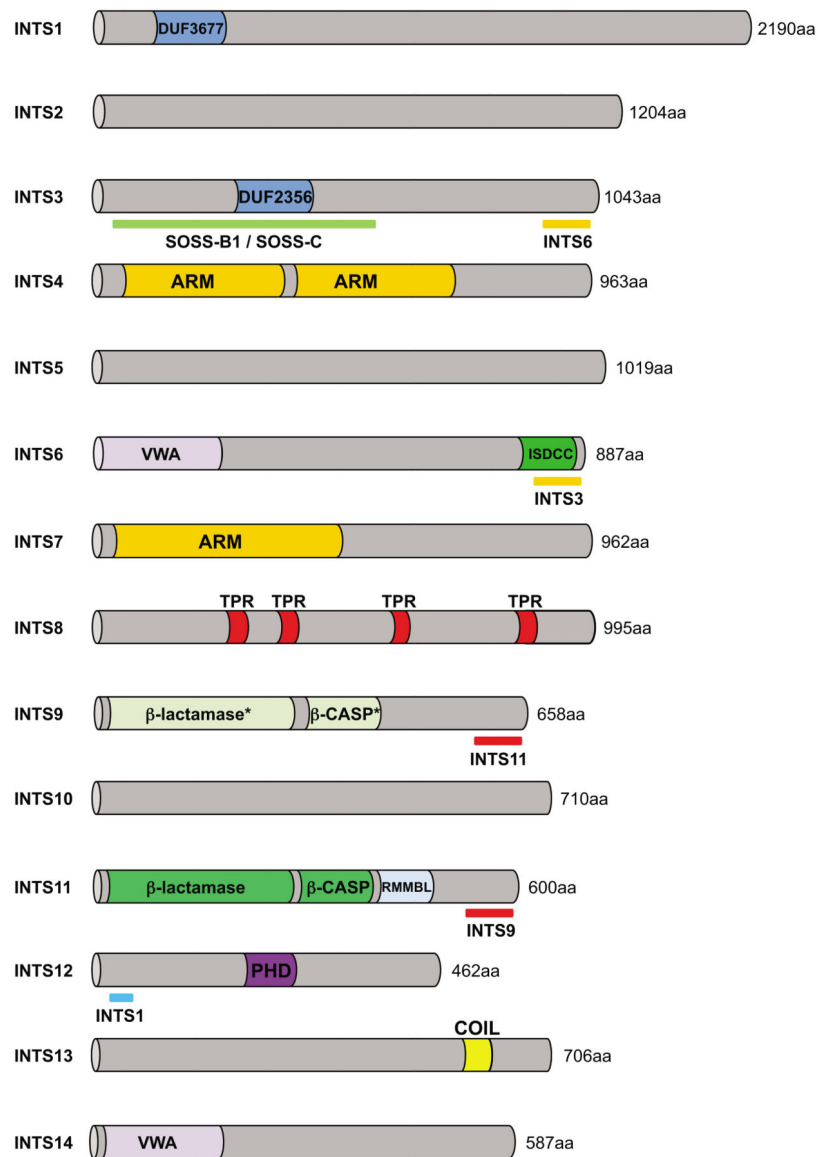 INTS1 DUF3677 2190aa
INTS2 1204aa
INTS3 DUF2356 1043aa
SOSS-B1 / SOSS-C INTS6
INTS4 ARM ARM 963aa
INTS5 1019aa
INTS6 VWA ISDCC 887aa
INTS3
INTS7 ARM 962aa
TPR TPR TPR TPR
INTS8 995aa
INTS9 β-lactamase* β-CASP* 658aa
INTS11
INTS10 710aa
INTS11 β-lactamase β-CASP RMMBL 600aa
INTS9
INTS12 PHD 462aa
INTS1
COIL
INTS13 706aa
INTS14 VWA 587aa